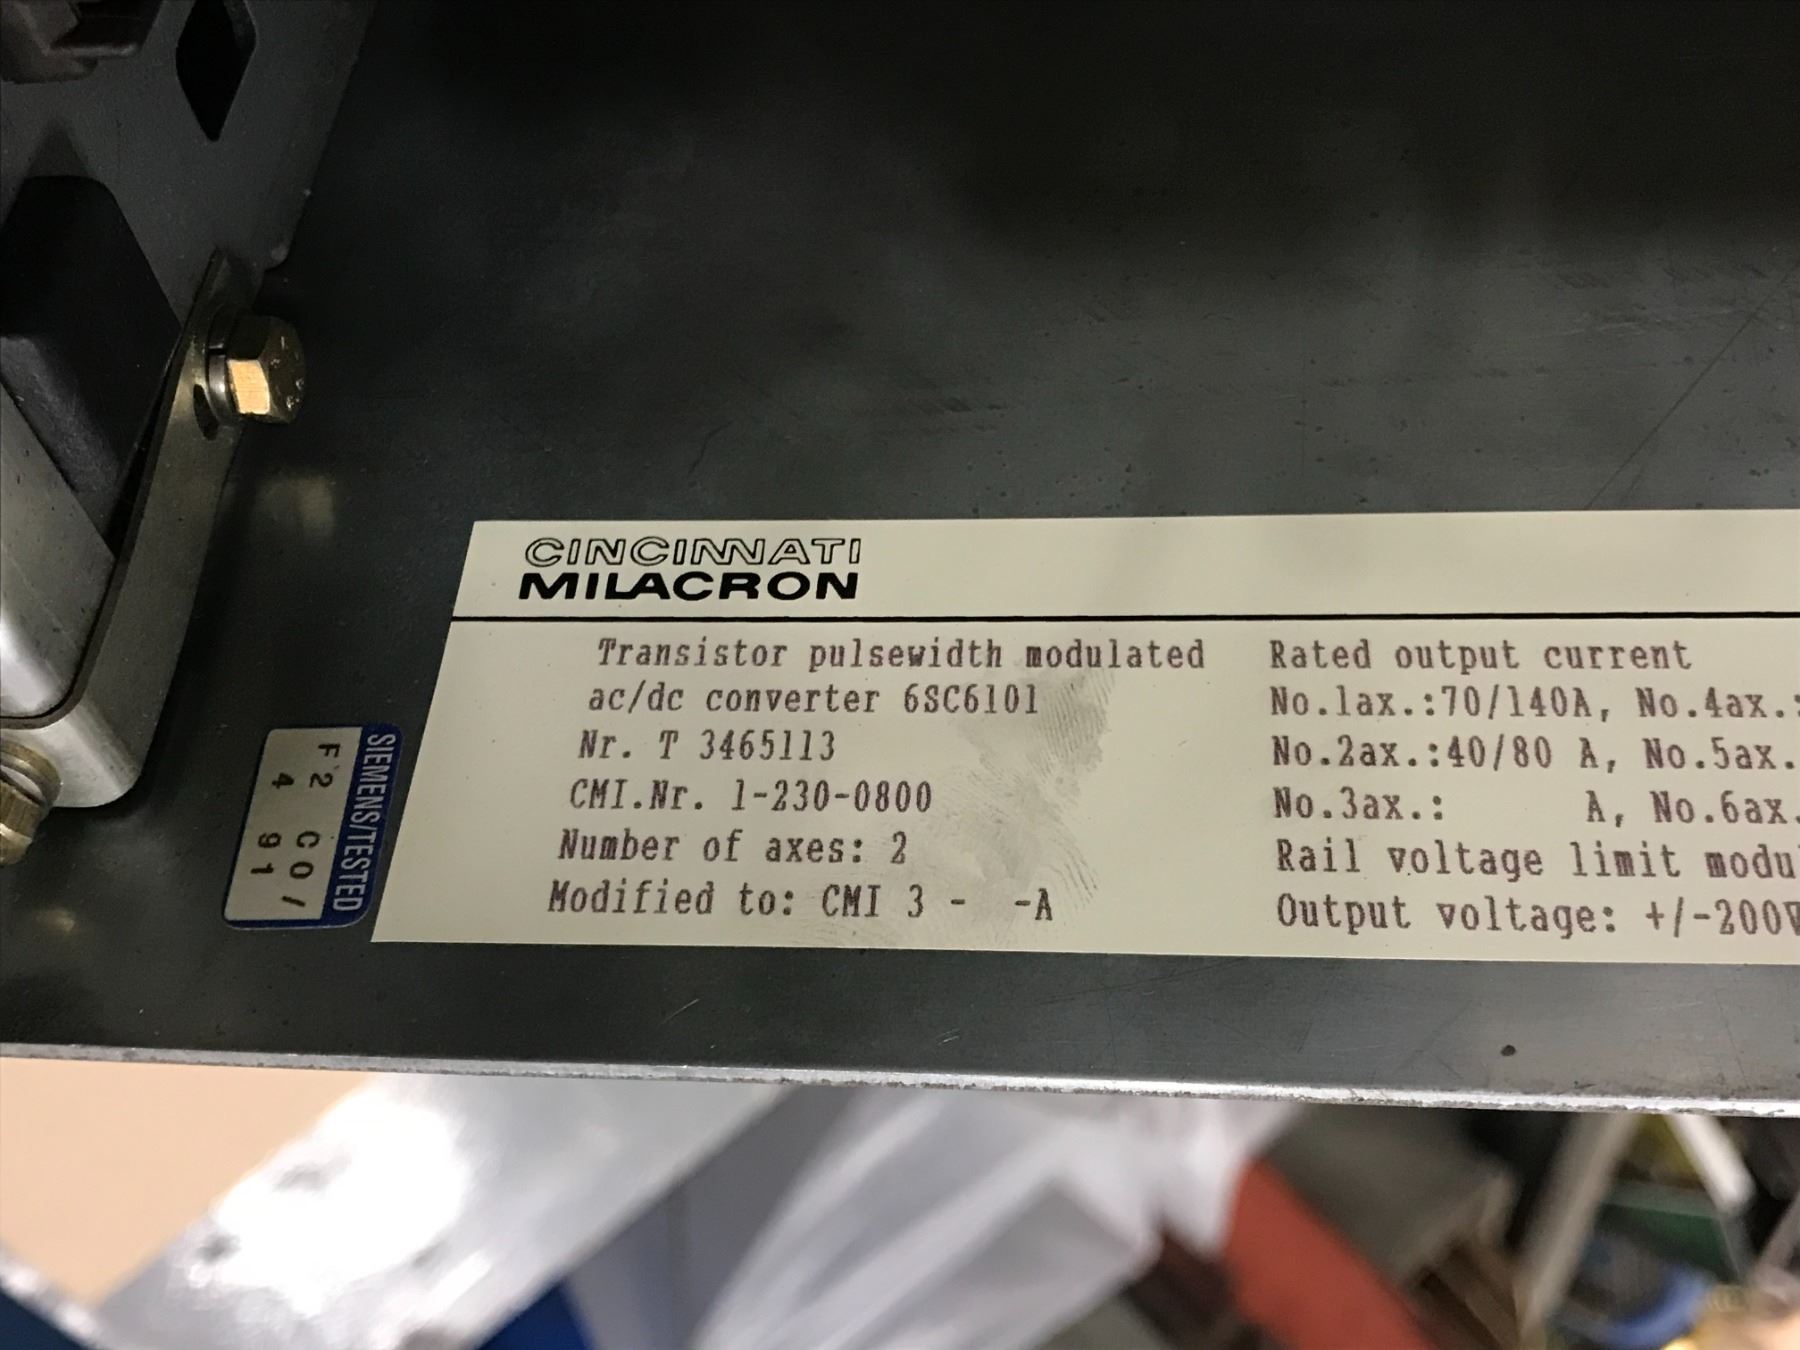 CINCINNATI
MILACRON
Transistor pulsewidth modulated
ac/dc converter 6SC6101
Nr. T 3465113
CMI.Nr. 1-230-0800
Number of axes: 2
Modified to: CMI 3 -   -A
Rated output current
No.1ax.:70/140A, No.4ax.:
No.2ax.:40/80 A, No.5ax.
No.3ax.:      A, No.6ax.
Rail voltage limit modu
Output voltage: +/-200V
SIEMENS/TESTED
F2 CO/
4 91